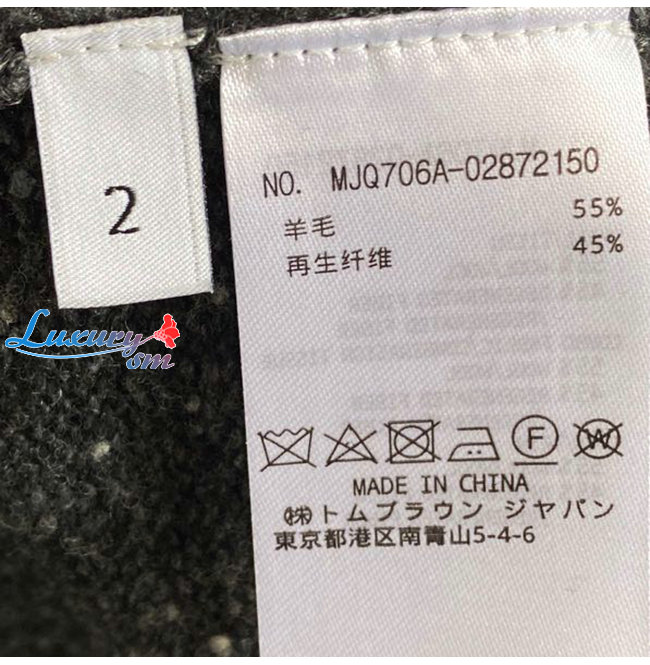 2
NO. MJQ706A-02872150
羊毛 55%
再生纤维 45%
Luxury
sm
F
W
MADE IN CHINA
㈱トムブラウン ジャパン
東京都港区南青山5-4-6